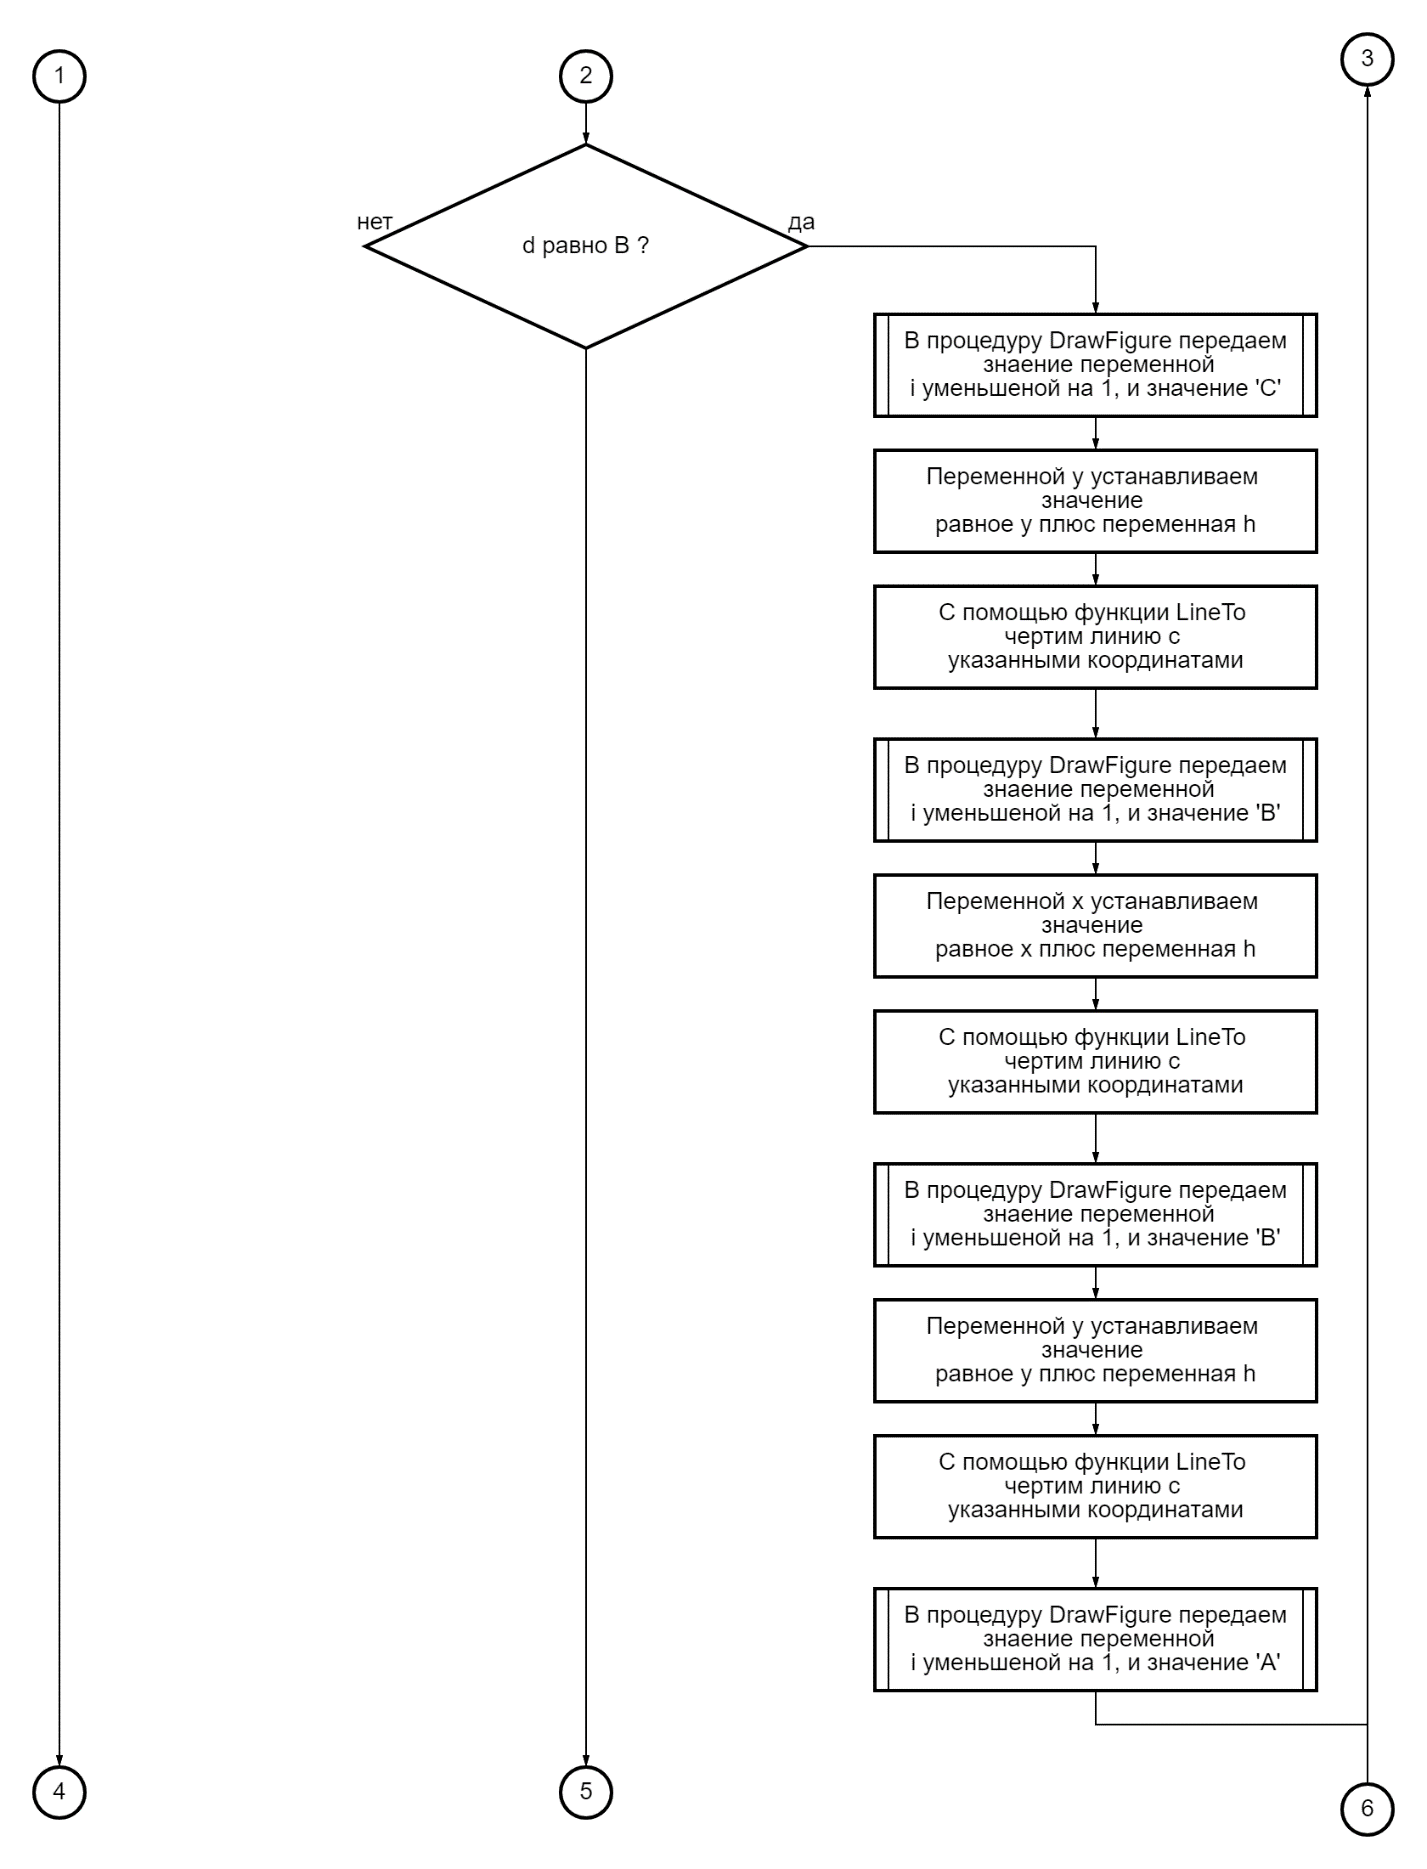 1
2
3
нет
да
d равно B ?
В процедуру DrawFigure передаем
знаение переменной
i уменьшеной на 1, и значение 'C'
Переменной y устанавливаем
значение
равное y плюс переменная h
С помощью функции LineTo
чертим линию с
указанными координатами
В процедуру DrawFigure передаем
знаение переменной
i уменьшеной на 1, и значение 'B'
Переменной x устанавливаем
значение
равное x плюс переменная h
С помощью функции LineTo
чертим линию с
указанными координатами
В процедуру DrawFigure передаем
знаение переменной
i уменьшеной на 1, и значение 'B'
Переменной y устанавливаем
значение
равное y плюс переменная h
С помощью функции LineTo
чертим линию с
указанными координатами
В процедуру DrawFigure передаем
знаение переменной
i уменьшеной на 1, и значение 'A'
4
5
6